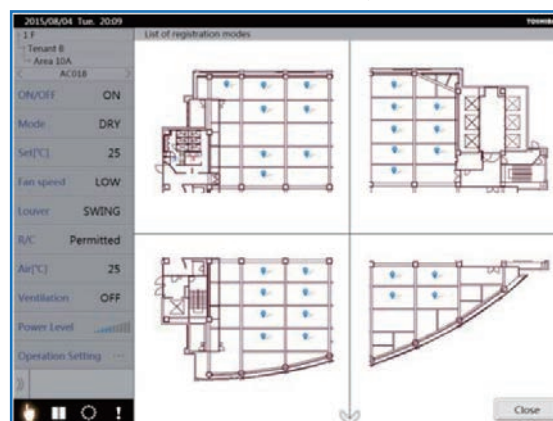 2015/08/04 Tue. 20:09
TOSHIBA
1 F
Tenant B
Area 10A
< AC01B >
List of registration modes
ON/OFF ON
Mode DRY
Set[°C] 25
Fan speed LOW
Louver SWING
R/C Permitted
Air[°C] 25
Ventilation OFF
Power Level
Operation Setting ...
Close